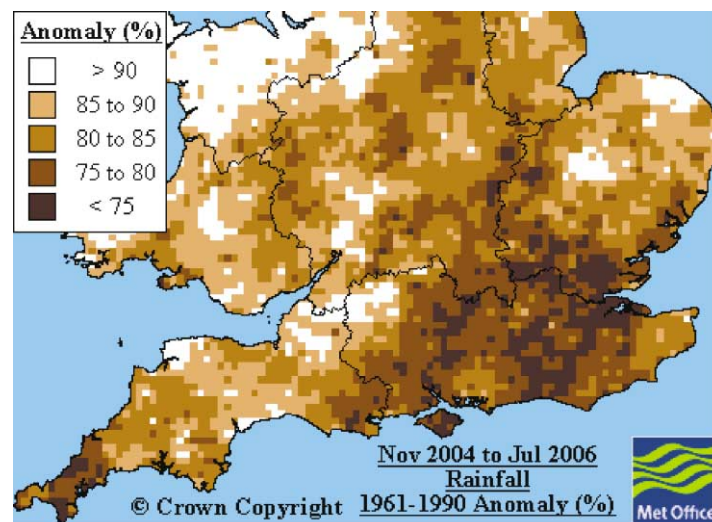 Anomaly (%)
> 90
85 to 90
80 to 85
75 to 80
< 75
Nov 2004 to Jul 2006
Rainfall
© Crown Copyright 1961-1990 Anomaly (%)
Met Office